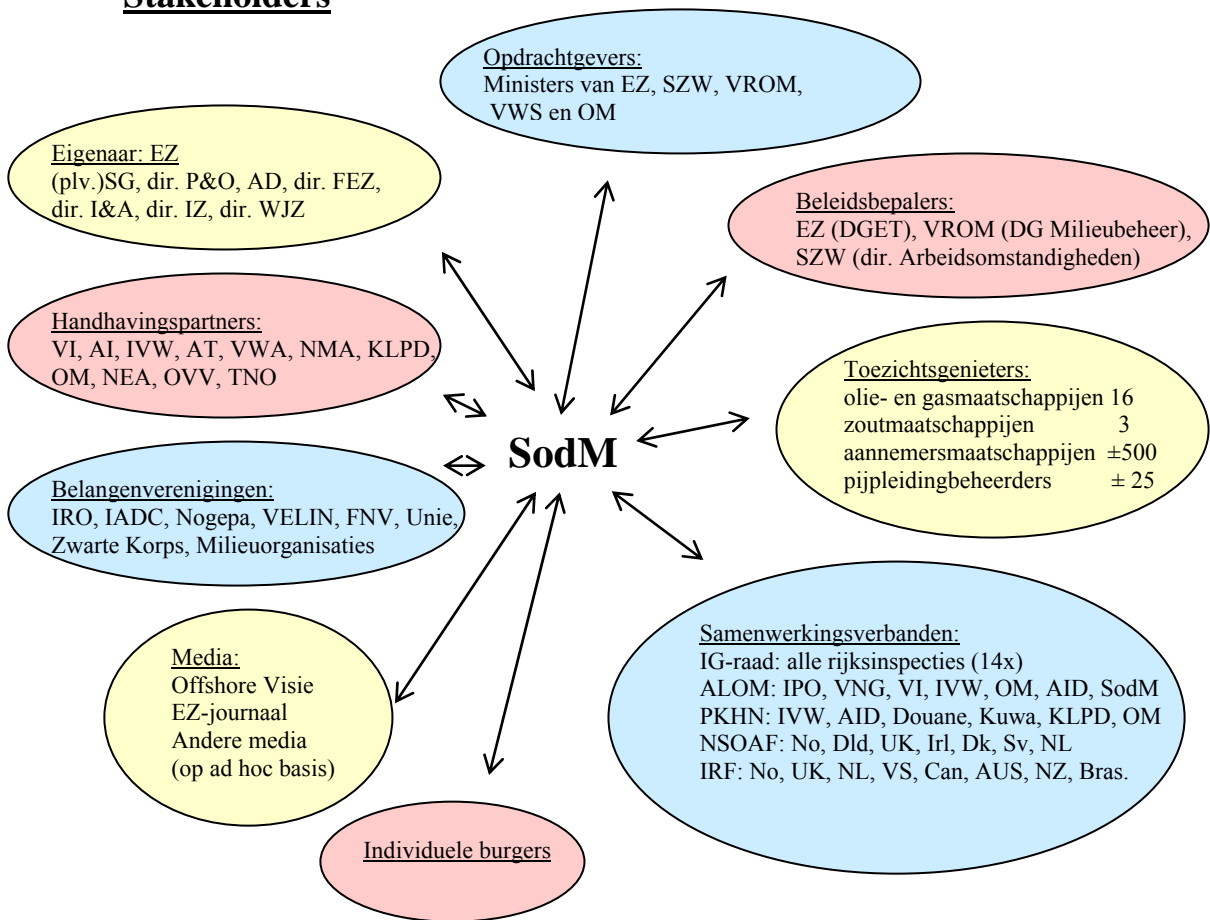 Stakeholders
Opdrachtgevers:
Ministers van EZ, SZW, VROM,
VWS en OM
Eigenaar: EZ
(plv.)SG, dir. P&O, AD, dir. FEZ,
dir. I&A, dir. IZ, dir. WJZ
Beleidsbepalers:
EZ (DGET), VROM (DG Milieubeheer),
SZW (dir. Arbeidsomstandigheden)
Handhavingspartners:
VI, AI, IVW, AT, VWA, NMA, KLPD,
OM, NEA, OVV, TNO
Toezichtsgenieters:
olie- en gasmaatschappijen 16
zoutmaatschappijen 3
aannemersmaatschappijen ±500
pijpleidingbeheerders ± 25
SodM
Belangenverenigingen:
IRO, IADC, Nogepa, VELIN, FNV, Unie,
Zwarte Korps, Milieuorganisaties
Media:
Offshore Visie
EZ-journaal
Andere media
(op ad hoc basis)
Samenwerkingsverbanden:
IG-raad: alle rijksinspecties (14x)
ALOM: IPO, VNG, VI, IVW, OM, AID, SodM
PKHN: IVW, AID, Douane, Kuwa, KLPD, OM
NSOAF: No, Dld, UK, Irl, Dk, Sv, NL
IRF: No, UK, NL, VS, Can, AUS, NZ, Bras.
Individuele burgers